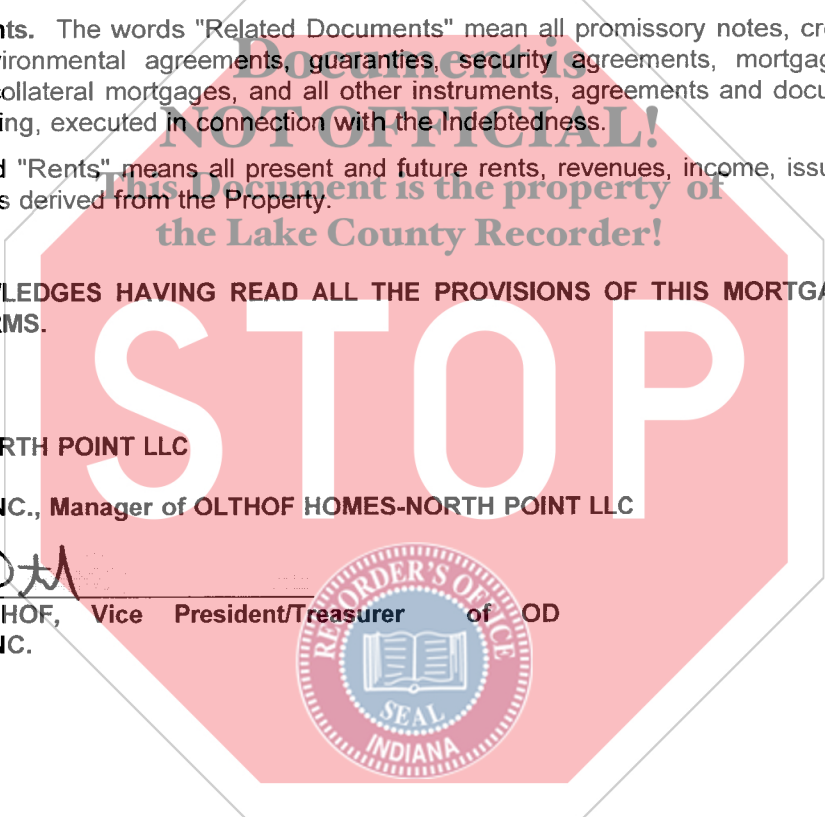 nts. The words "Related Documents" mean all promissory notes, cre
vironmental agreements, guaranties, security agreements, mortgag
collateral mortgages, and all other instruments, agreements and docu
ing, executed in connection with the Indebtedness.
d "Rents" means all present and future rents, revenues, income, issu
s derived from the Property.
Document is
NOT OFFICIAL!
This Document is the property of
the Lake County Recorder!
LEDGES HAVING READ ALL THE PROVISIONS OF THIS MORTGA
RMS.
STOP
RTH POINT LLC
NC., Manager of OLTHOF HOMES-NORTH POINT LLC
HOF, Vice President/Treasurer of OD
NC.
RECORDER'S OFFICE
SEAL
INDIANA